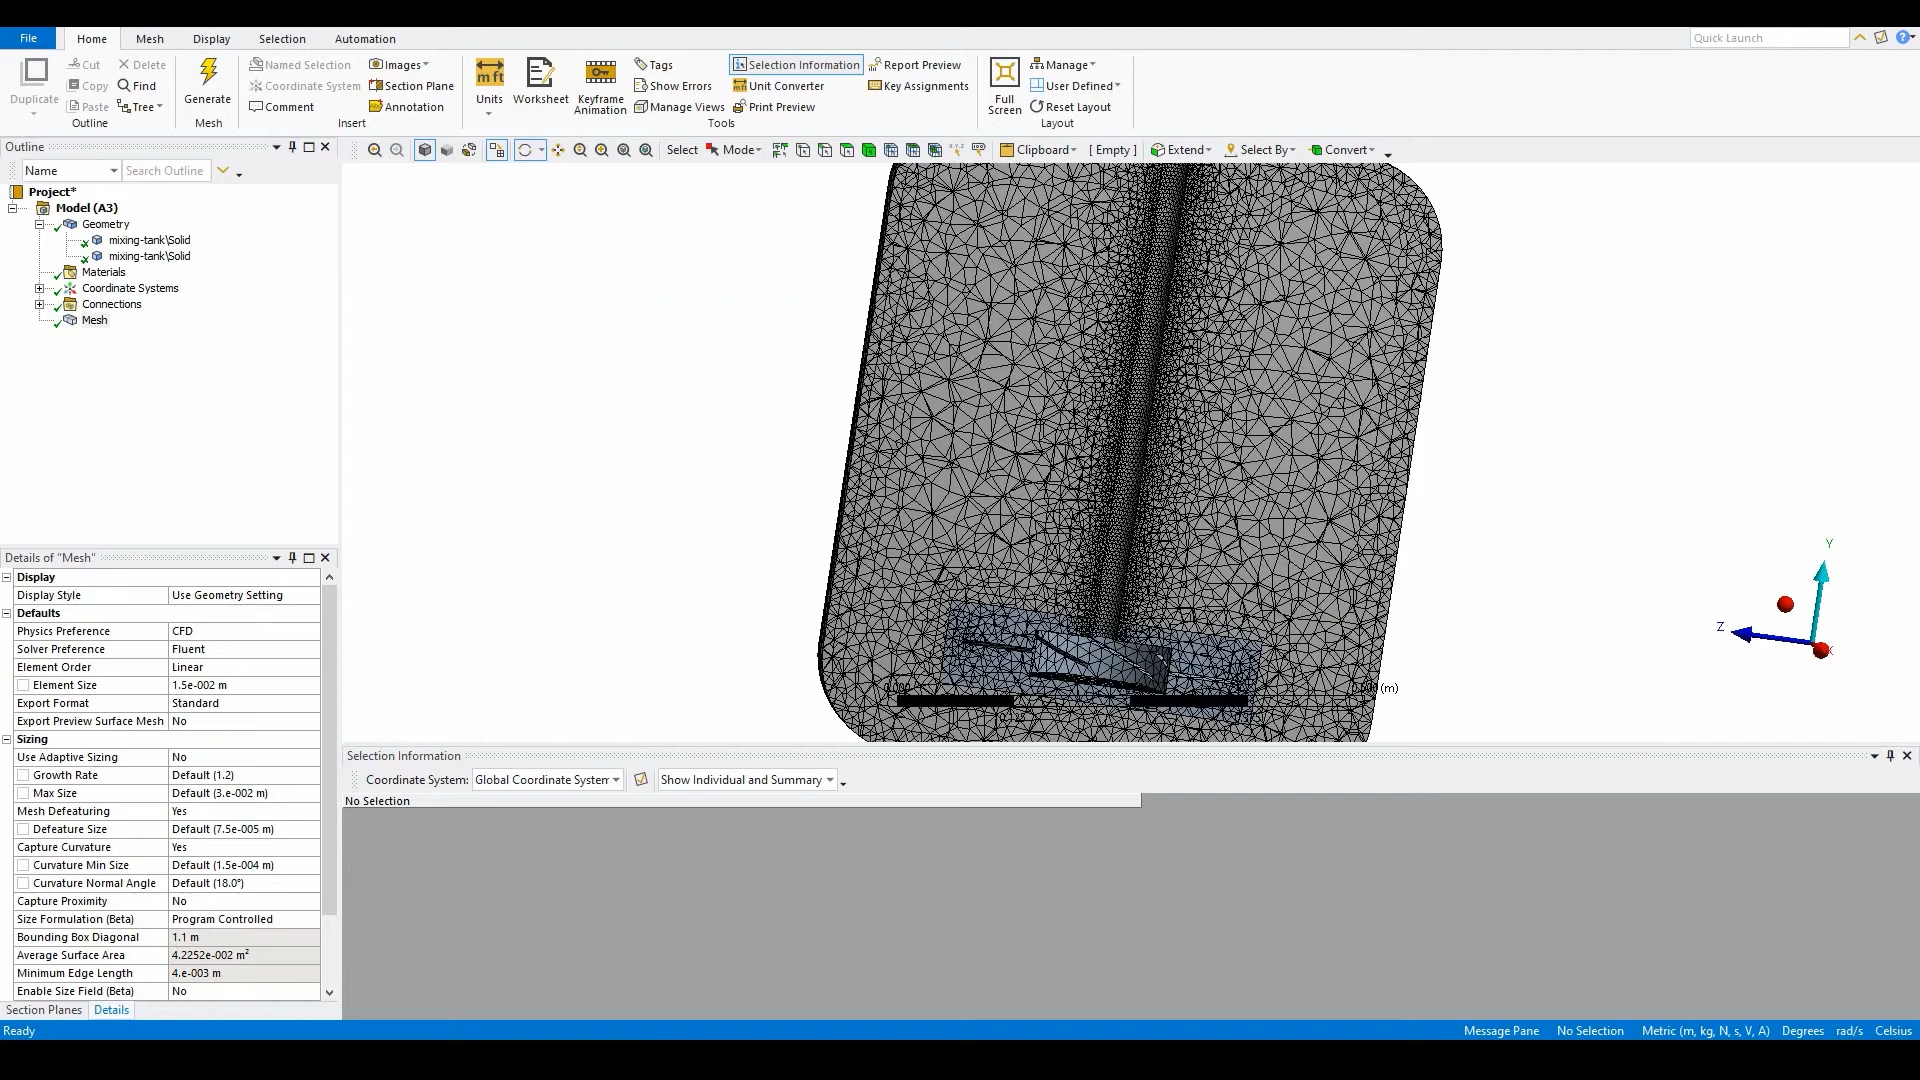 File Home Mesh Display Selection Automation Quick Launch
Duplicate Cut Copy Paste Delete Find Tree Outline
Generate Mesh
Named Selection Coordinate System Comment Images Section Plane Annotation Insert
mft Units Worksheet Keyframe Animation Tags Show Errors Manage Views Selection Information Unit Converter Print Preview Report Preview Key Assignments Tools
Full Screen Manage User Defined Reset Layout Layout
Outline
Name Search Outline
Select Mode Clipboard [ Empty ] Extend Select By Convert
Project*
Model (A3)
Geometry
mixing-tank\Solid
mixing-tank\Solid
Materials
Coordinate Systems
Connections
Mesh
Details of "Mesh"
Display
Display Style Use Geometry Setting
Defaults
Physics Preference CFD
Solver Preference Fluent
Element Order Linear
Element Size 1.5e-002 m
Export Format Standard
Export Preview Surface Mesh No
Sizing
Use Adaptive Sizing No
Growth Rate Default (1.2)
Max Size Default (3.e-002 m)
Mesh Defeaturing Yes
Defeature Size Default (7.5e-005 m)
Capture Curvature Yes
Curvature Min Size Default (1.5e-004 m)
Curvature Normal Angle Default (18.0°)
Capture Proximity No
Size Formulation (Beta) Program Controlled
Bounding Box Diagonal 1.1 m
Average Surface Area 4.2252e-002 m²
Minimum Edge Length 4.e-003 m
Enable Size Field (Beta) No
Section Planes Details
Y
Z
(m)
Selection Information
Coordinate System: Global Coordinate System Show Individual and Summary
No Selection
Ready Message Pane No Selection Metric (m, kg, N, s, V, A) Degrees rad/s Celsius